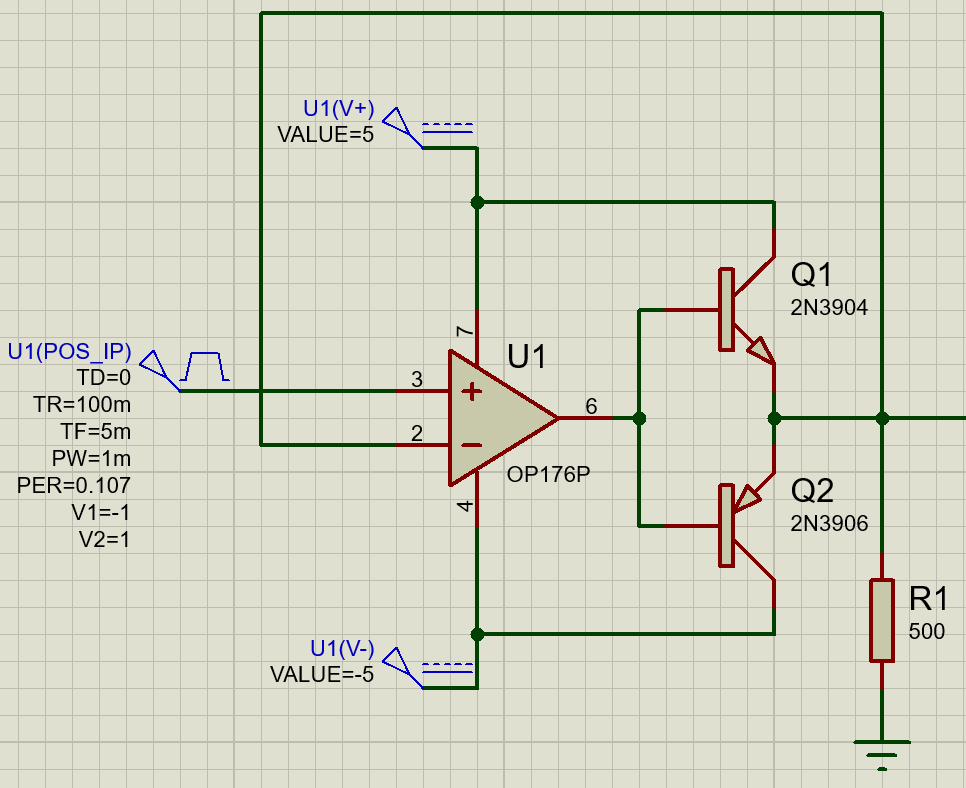 U1(V+)
VALUE=5
Q1
2N3904
7
U1(POS_IP)
TD=0
TR=100m
TF=5m
PW=1m
PER=0.107
V1=-1
V2=1
U1
3
+
2
6
OP176P
4
Q2
2N3906
R1
500
U1(V-)
VALUE=-5